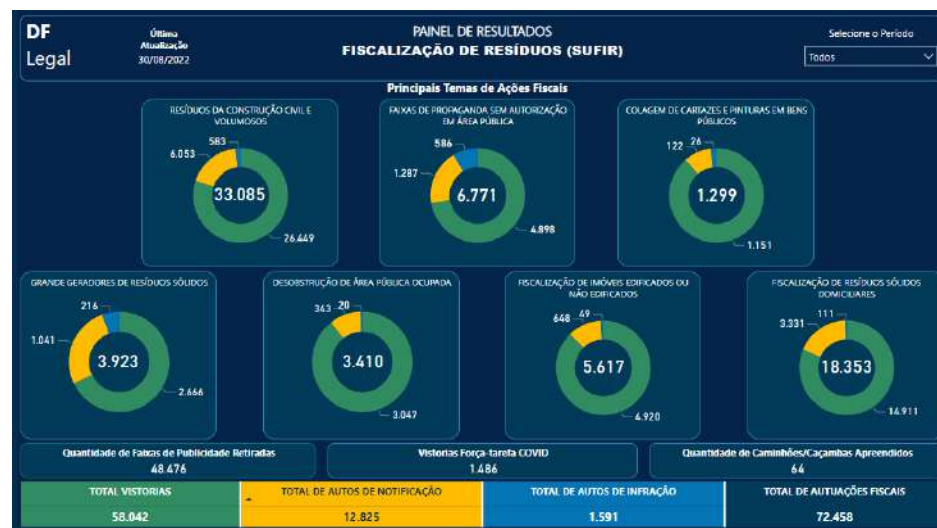 DF
Legal
Última
Atualização
30/08/2022
PAINEL DE RESULTADOS
FISCALIZAÇÃO DE RESÍDUOS (SUFIR)
Selecione o Período
Todos
Principais Temas de Ações Fiscais
RESÍDUOS DA CONSTRUÇÃO CIVIL E
VOLUMOSOS
583
6.053
33.085
26.449
FAIXAS DE PROPAGANDA SEM AUTORIZAÇÃO
EM ÁREA PÚBLICA
586
1.287
6.771
4.898
COLAGEM DE CARTAZES E PINTURAS EM BENS
PÚBLICOS
122
26
1.299
1.151
GRANDE GERADORES DE RESÍDUOS SÓLIDOS
216
1.041
3.923
2.666
DESOBSTRUÇÃO DE ÁREA PÚBLICA OCUPADA
343
20
3.410
3.047
FISCALIZAÇÃO DE IMÓVEIS EDIFICADOS OU
NÃO EDIFICADOS
648
49
5.617
4.920
FISCALIZAÇÃO DE RESÍDUOS SÓLIDOS
DOMICILIARES
111
3.331
18.353
14.911
Quantidade de Faixas de Publicidade Retiradas
48.476
Vistorias Força-tarefa COVID
1.486
Quantidade de Caminhões/Caçambas Apreendidos
64
TOTAL VISTORIAS
58.042
TOTAL DE AUTOS DE NOTIFICAÇÃO
12.825
TOTAL DE AUTOS DE INFRAÇÃO
1.591
TOTAL DE AUTUAÇÕES FISCAIS
72.458